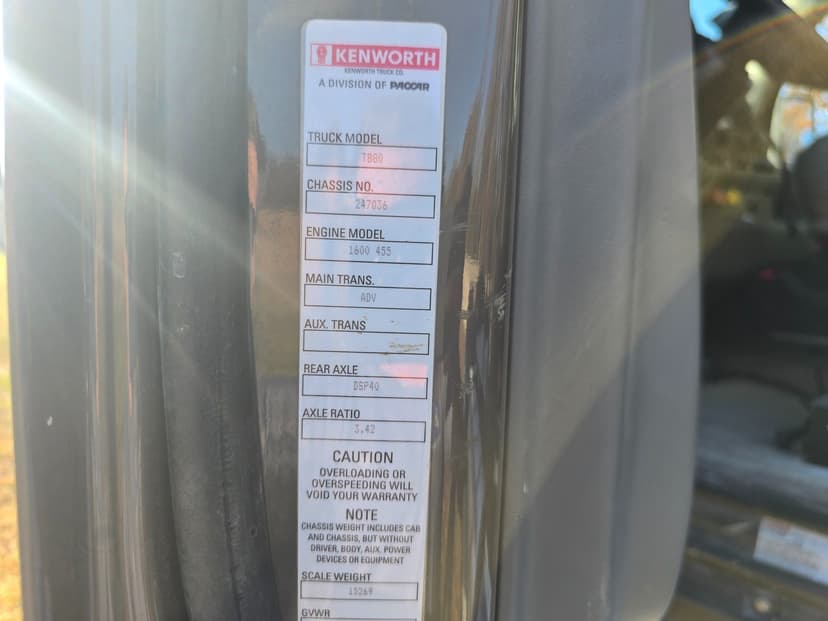 KENWORTH
KENWORTH TRUCK CO.
A DIVISION OF PACCAR
TRUCK MODEL
T880
CHASSIS NO.
247036
ENGINE MODEL
1600 455
MAIN TRANS.
ADV
AUX. TRANS
REAR AXLE
DSP40
AXLE RATIO
3.42
CAUTION
OVERLOADING OR
OVERSPEEDING WILL
VOID YOUR WARRANTY
NOTE
CHASSIS WEIGHT INCLUDES CAB
AND CHASSIS, BUT WITHOUT
DRIVER, BODY, AUX. POWER
DEVICES OR EQUIPMENT
SCALE WEIGHT
15269
GVWR